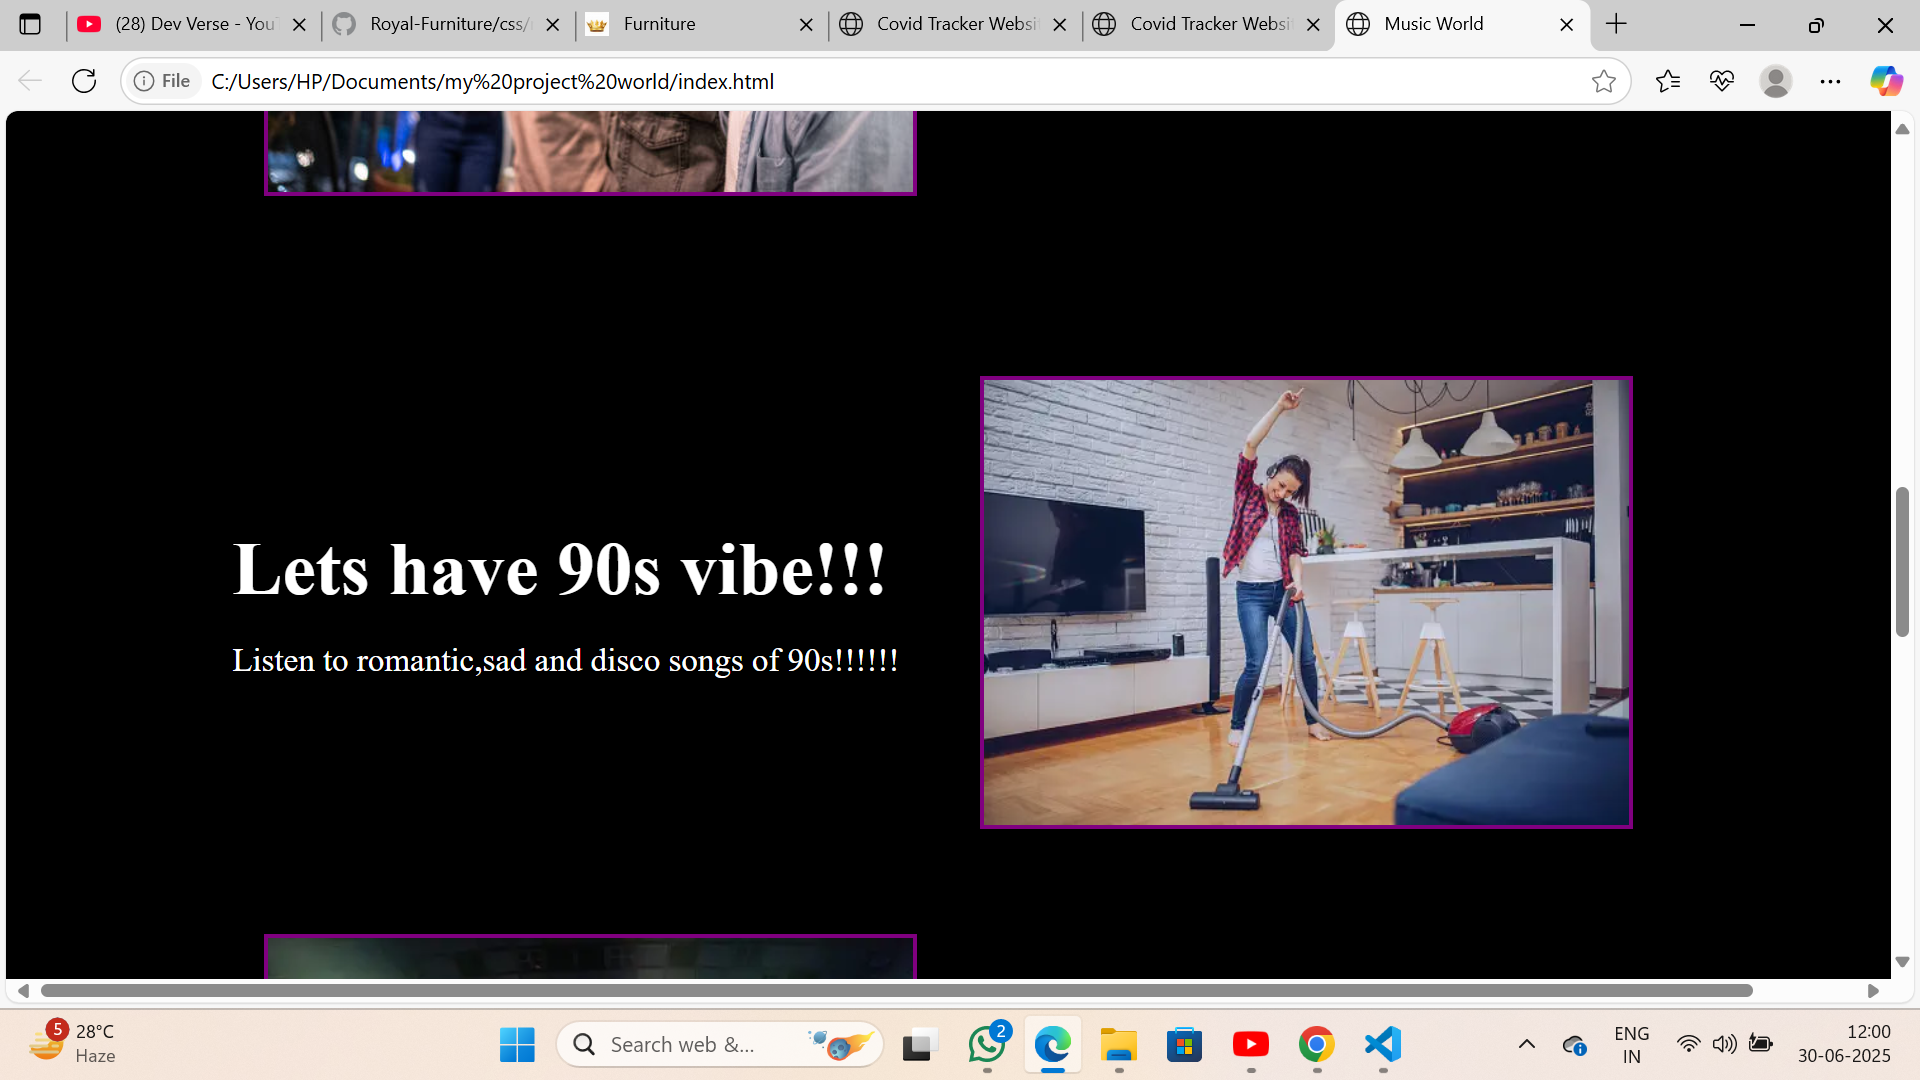 (28) Dev Verse - You
Royal-Furniture/css/
Furniture
Covid Tracker Websi
Covid Tracker Websi
Music World
File
C:/Users/HP/Documents/my%20project%20world/index.html
Lets have 90s vibe!!!
Listen to romantic,sad and disco songs of 90s!!!!!!
5
28°C
Haze
Search web &...
2
ENG
IN
12:00
30-06-2025